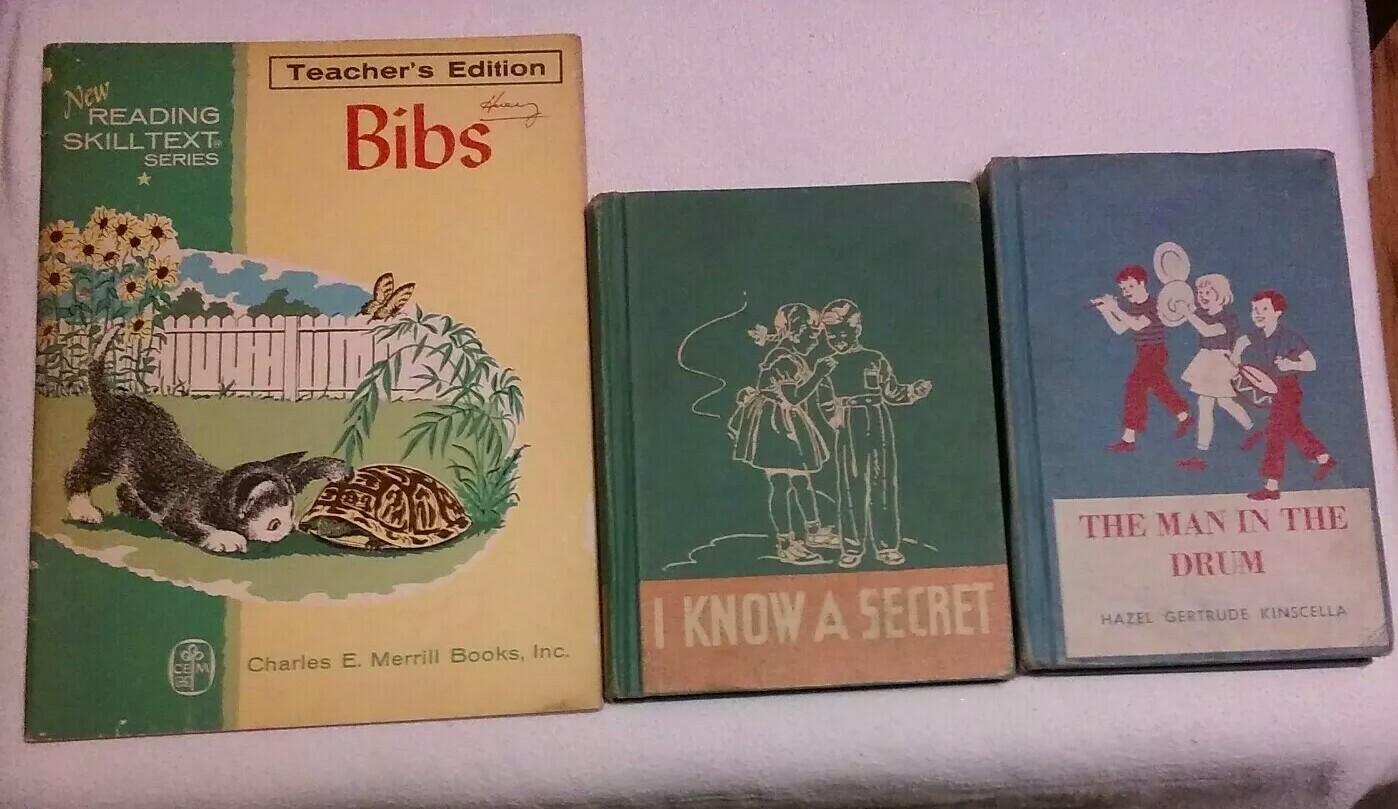 Teacher's Edition
New
READING
SKILLTEXT®
SERIES
Bibs
CEM
Charles E. Merrill Books, Inc.
I KNOW A SECRET
THE MAN IN THE
DRUM
HAZEL GERTRUDE KINSCELLA